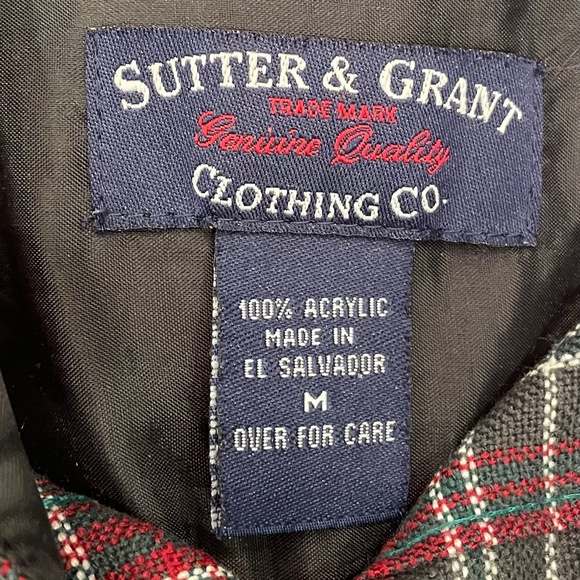 SUTTER & GRANT
TRADE MARK
Genuine Quality
CLOTHING CO.
100% ACRYLIC
MADE IN
EL SALVADOR
M
OVER FOR CARE